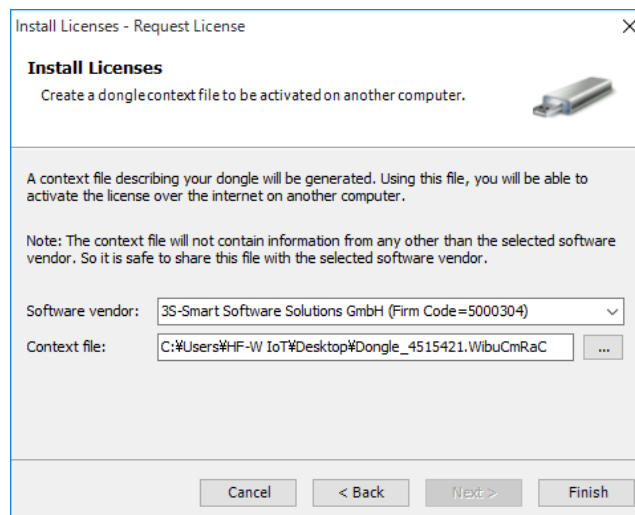 Install Licenses - Request License
Install Licenses
Create a dongle context file to be activated on another computer.
A context file describing your dongle will be generated. Using this file, you will be able to
activate the license over the internet on another computer.
Note: The context file will not contain information from any other than the selected software
vendor. So it is safe to share this file with the selected software vendor.
Software vendor: 3S-Smart Software Solutions GmbH (Firm Code=5000304)
Context file: C:¥Users¥HF-W IoT¥Desktop¥Dongle_4515421.WibuCmRaC ...
Cancel < Back Next > Finish